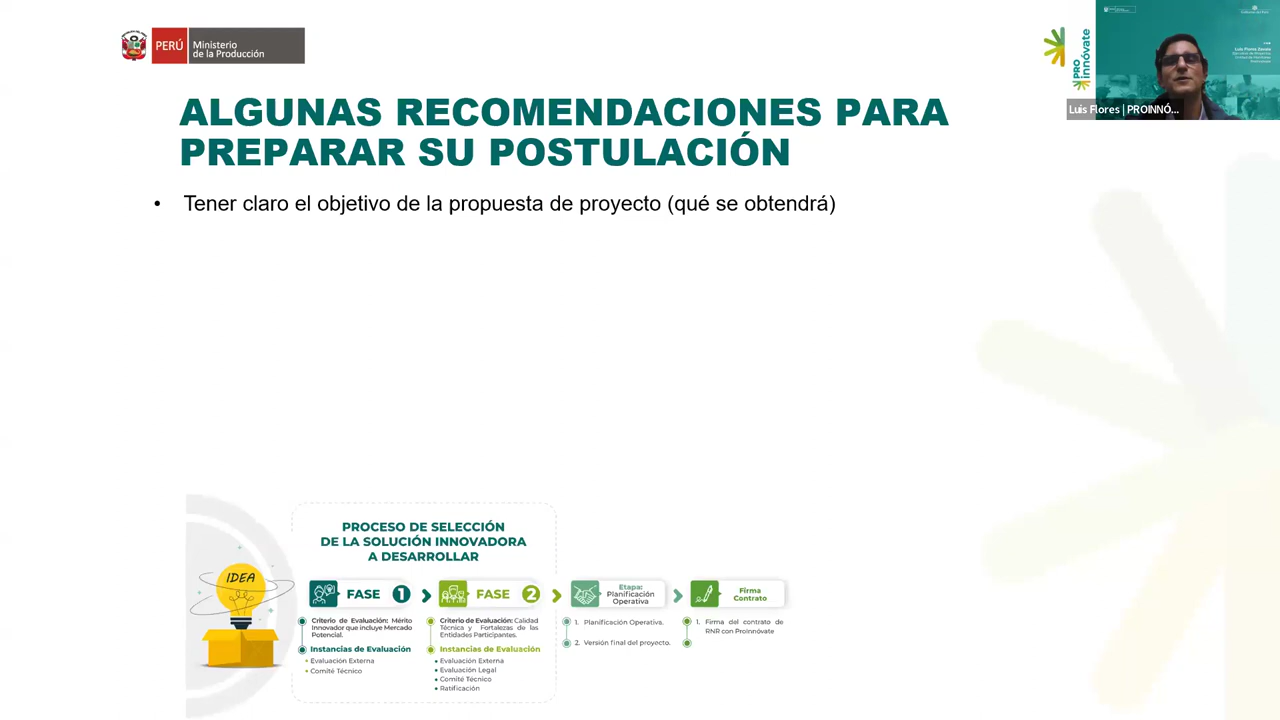 PERÚ
Ministerio
de la Producción
PRO
innóvate
Luis Flores | PROINNÓ...
ALGUNAS RECOMENDACIONES PARA
PREPARAR SU POSTULACIÓN
• Tener claro el objetivo de la propuesta de proyecto (qué se obtendrá)
IDEA
PROCESO DE SELECCIÓN
DE LA SOLUCIÓN INNOVADORA
A DESARROLLAR
FASE 1
Criterio de Evaluación: Mérito
Innovador que incluye Mercado
Potencial.
Instancias de Evaluación
• Evaluación Externa
• Comité Técnico
FASE 2
Criterio de Evaluación: Calidad
Técnica y Fortalezas de las
Entidades Participantes.
Instancias de Evaluación
• Evaluación Externa
• Evaluación Legal
• Comité Técnico
• Ratificación
Etapa:
Planificación
Operativa
1. Planificación Operativa.
2. Versión final del proyecto.
Firma
Contrato
1. Firma del contrato de
RNR con ProInnóvate